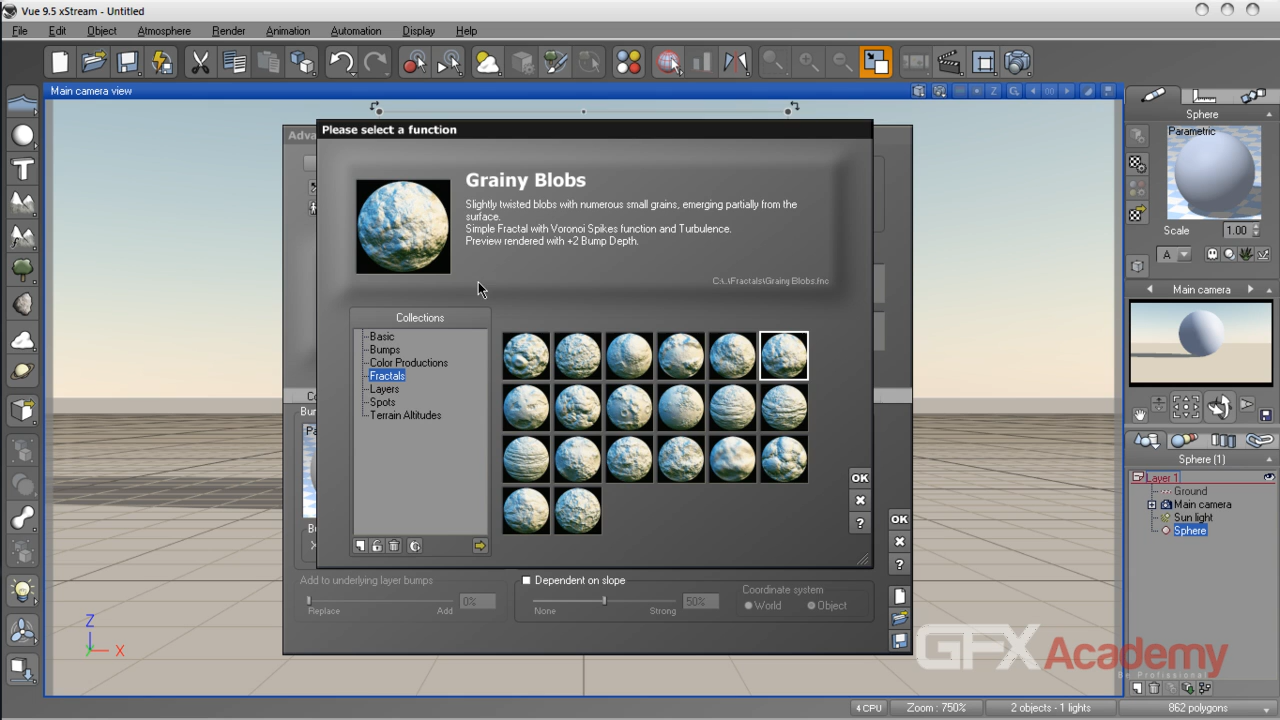 Vue 9.5 xStream - Untitled
File Edit Object Atmosphere Render Animation Automation Display Help
Main camera view
Z
00
Adva
Please select a function
Grainy Blobs
Slightly twisted blobs with numerous small grains, emerging partially from the
surface.
Simple Fractal with Voronoi Spikes function and Turbulence.
Preview rendered with +2 Bump Depth.
C:\..\Fractals\Grainy Blobs.fnc
Collections
Basic
Bumps
Color Productions
Fractals
Layers
Spots
Terrain Altitudes
OK
?
OK
?
Add to underlying layer bumps
0%
Replace Add
Dependent on slope
50%
None Strong
Coordinate system
World Object
Z
X
Sphere
Parametric
Scale 1.00
A
Main camera
Sphere (1)
Layer 1
Ground
Main camera
Sun light
Sphere
GFX Academy
Be Professional
4 CPU Zoom : 750% 2 objects - 1 lights 862 polygons